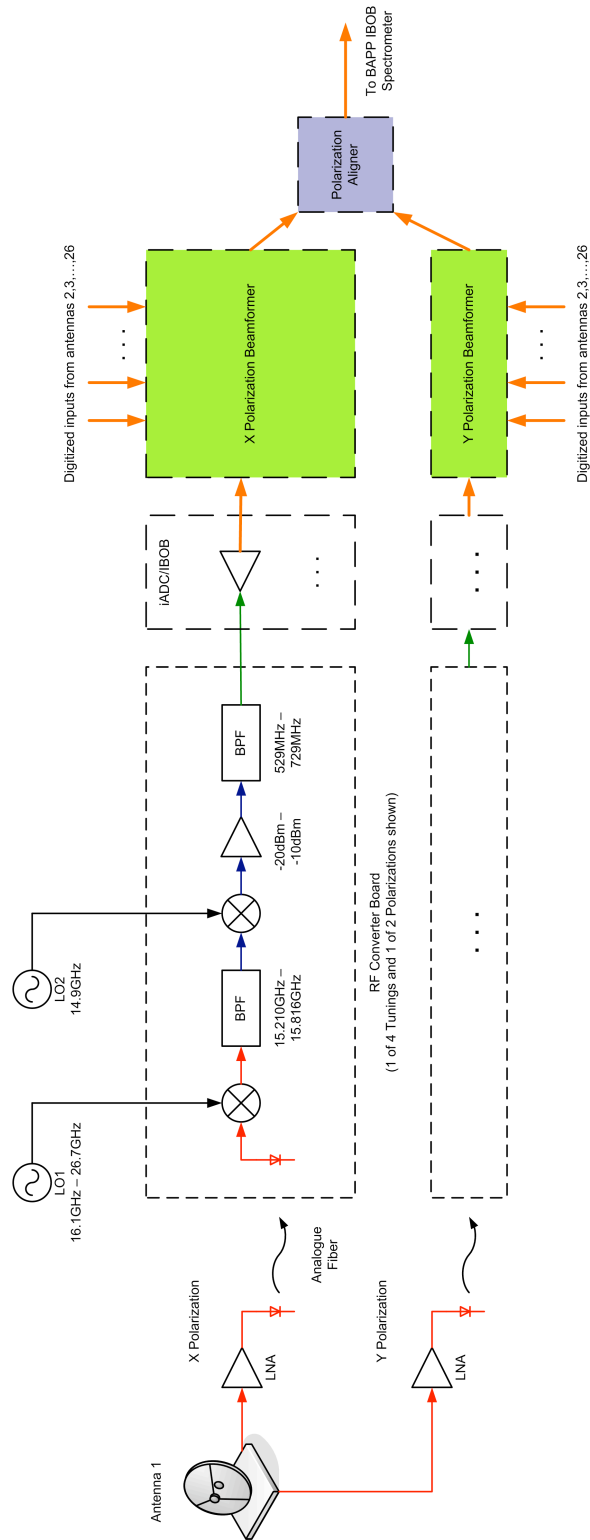 Antenna 1
X Polarization
LNA
Y Polarization
LNA
Analogue
Fiber
LO1
16.1GHz – 26.7GHz
LO2
14.9GHz
BPF
15.210GHz –
15.816GHz
-20dBm –
-10dBm
BPF
529MHz –
729MHz
RF Converter Board
(1 of 4 Tunings and 1 of 2 Polarizations shown)
. . .
iADC/IBOB
. . .
. . .
Digitized inputs from antennas 2,3,…,26
. . .
X Polarization Beamformer
Y Polarization Beamformer
. . .
Digitized inputs from antennas 2,3,…,26
Polarization
Aligner
To BAPP IBOB
Spectrometer